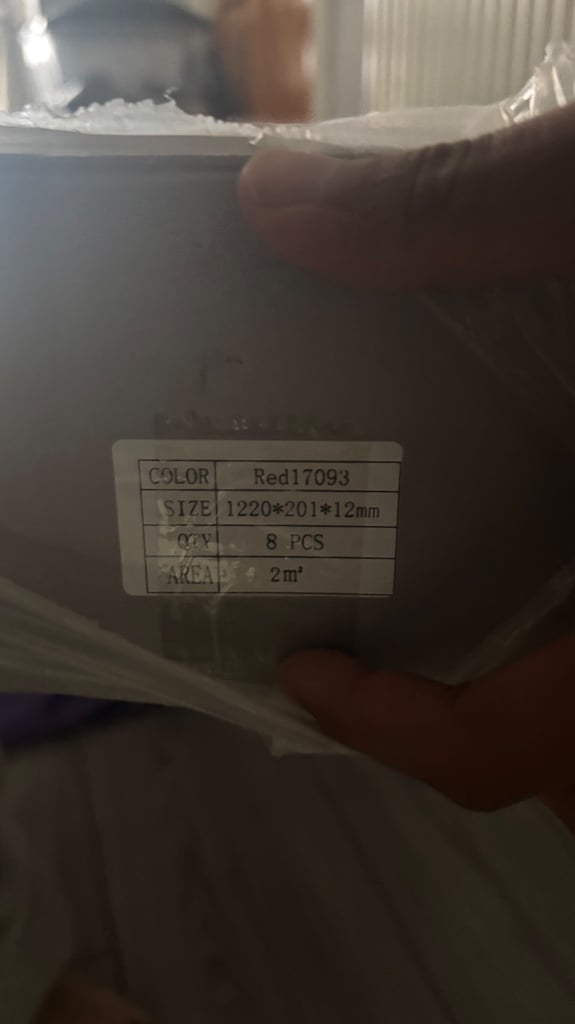 COLOR Red17093
SIZE 1220*201*12mm
QTY 8 PCS
AREA 2m²